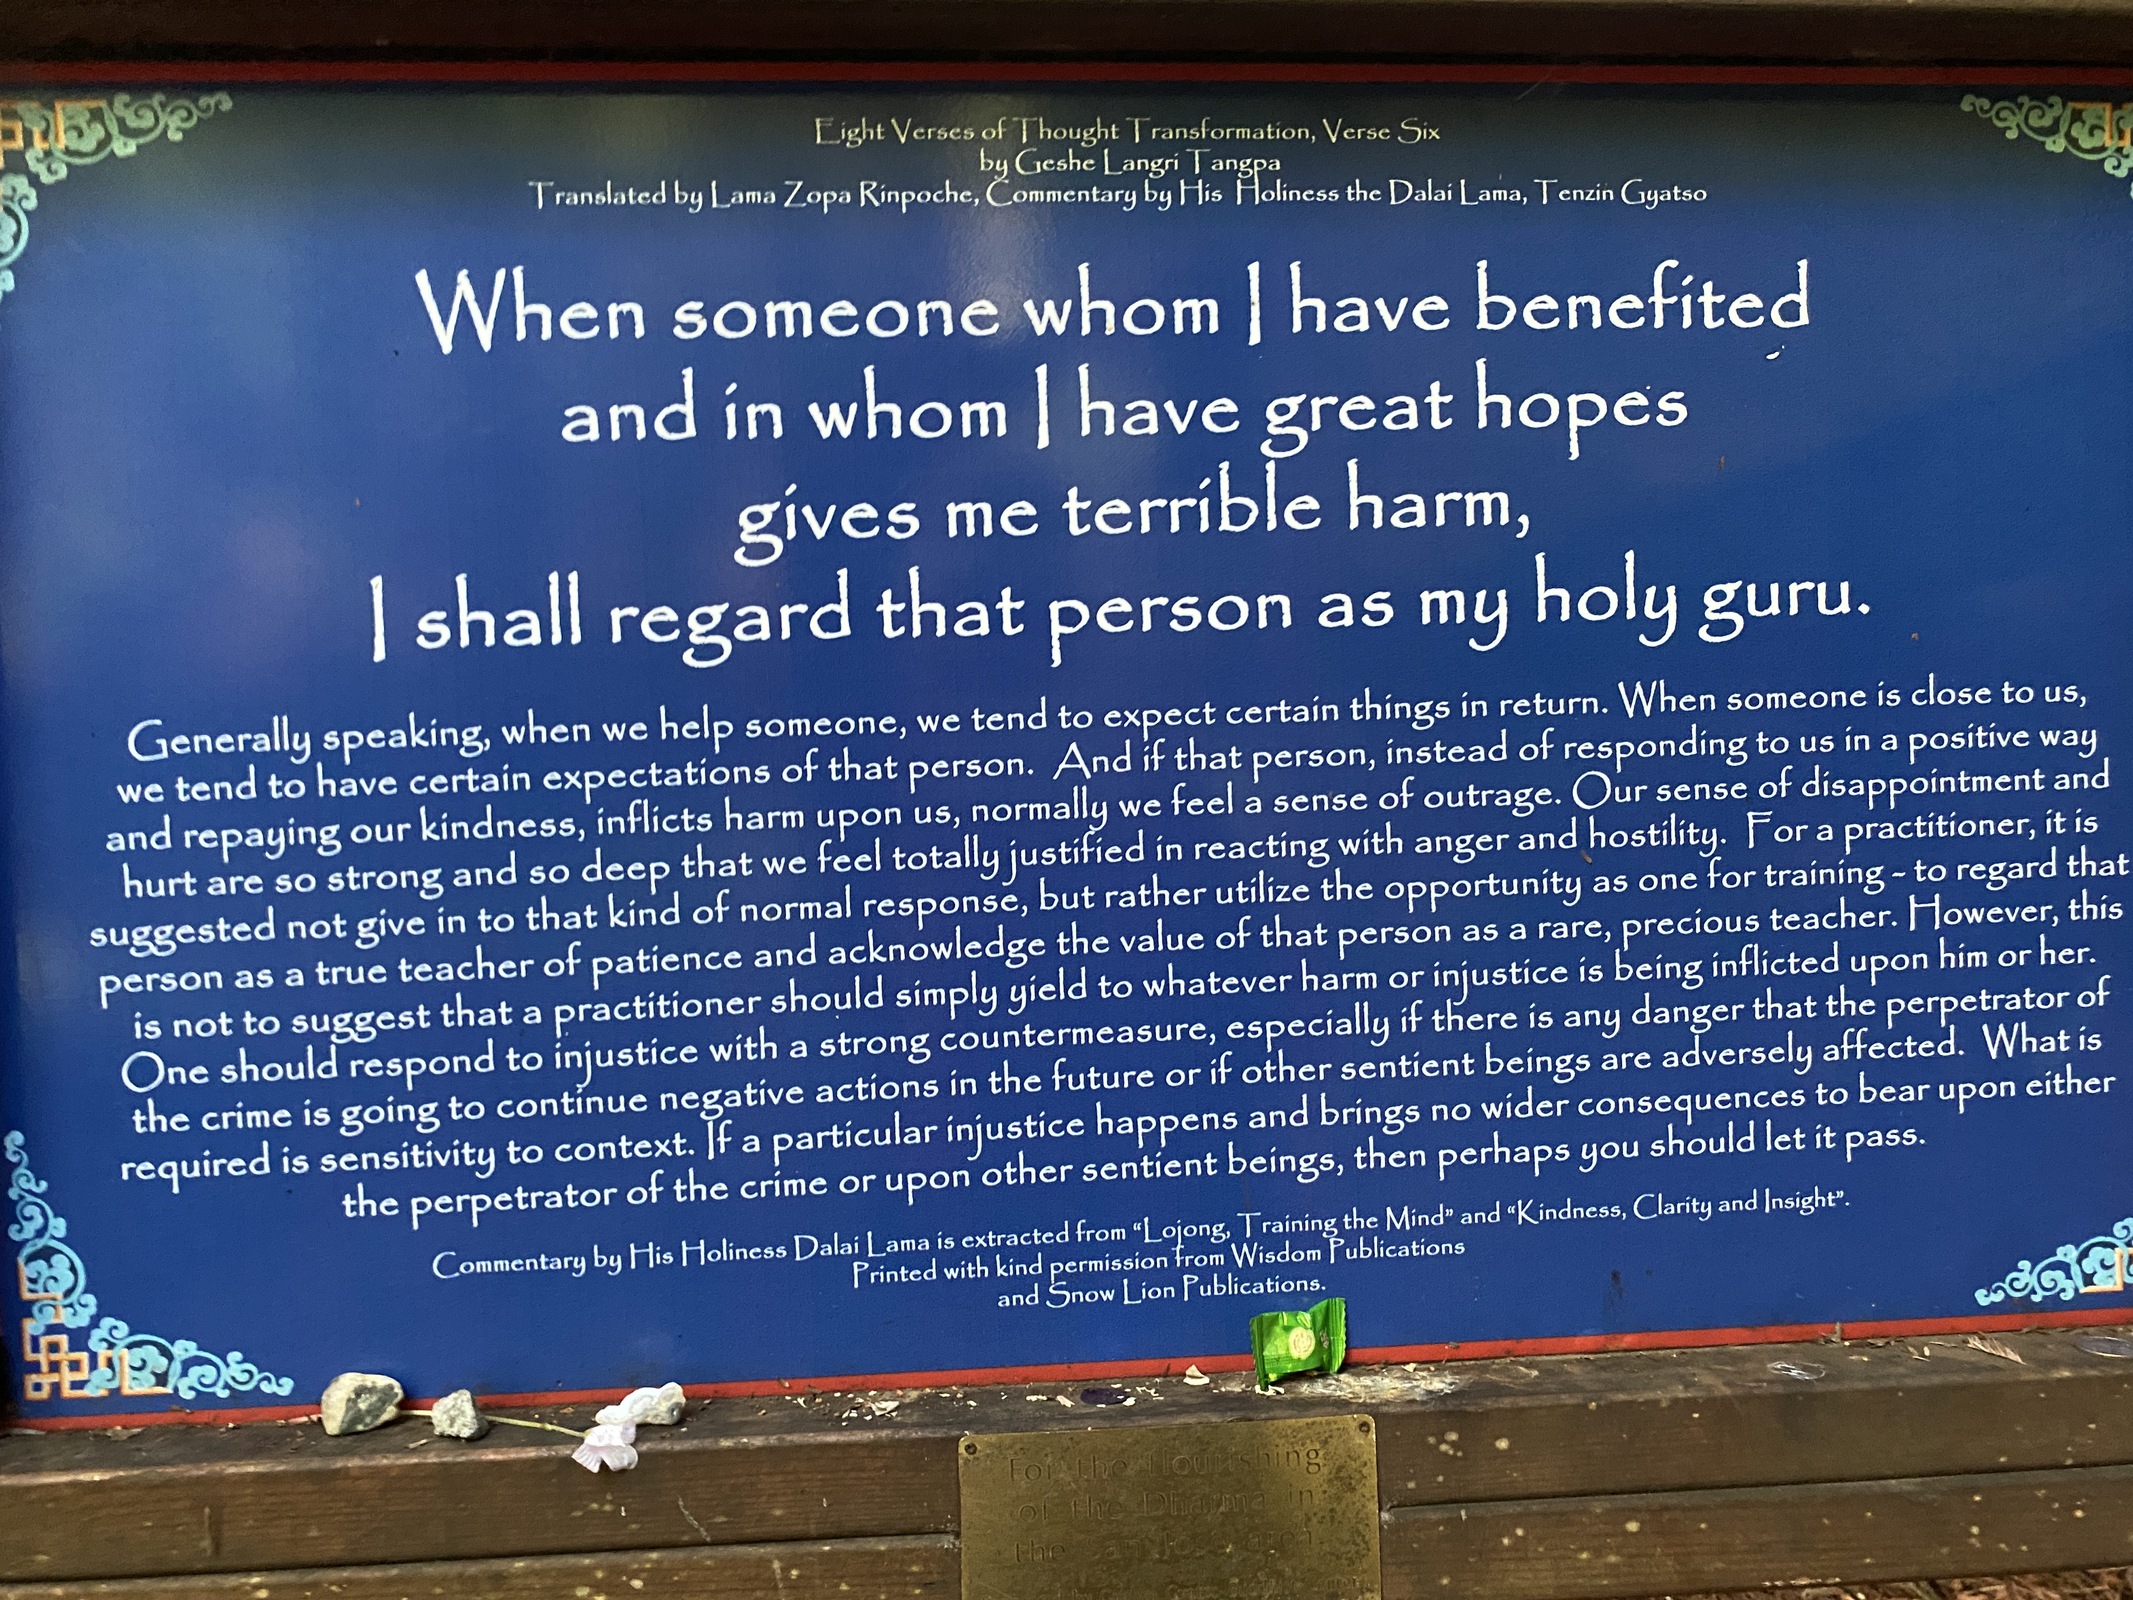 Eight Verses of Thought Transformation, Verse Six
by Geshe Langri Tangpa
Translated by Lama Zopa Rinpoche, Commentary by His Holiness the Dalai Lama, Tenzin Gyatso
When someone whom I have benefited
and in whom I have great hopes
gives me terrible harm,
I shall regard that person as my holy guru.
Generally speaking, when we help someone, we tend to expect certain things in return. When someone is close to us,
we tend to have certain expectations of that person. And if that person, instead of responding to us in a positive way
and repaying our kindness, inflicts harm upon us, normally we feel a sense of outrage. Our sense of disappointment and
hurt are so strong and so deep that we feel totally justified in reacting with anger and hostility. For a practitioner, it is
suggested not give in to that kind of normal response, but rather utilize the opportunity as one for training - to regard that
person as a true teacher of patience and acknowledge the value of that person as a rare, precious teacher. However, this
is not to suggest that a practitioner should simply yield to whatever harm or injustice is being inflicted upon him or her.
One should respond to injustice with a strong countermeasure, especially if there is any danger that the perpetrator of
the crime is going to continue negative actions in the future or if other sentient beings are adversely affected. What is
required is sensitivity to context. If a particular injustice happens and brings no wider consequences to bear upon either
the perpetrator of the crime or upon other sentient beings, then perhaps you should let it pass.
Commentary by His Holiness Dalai Lama is extracted from “Lojong, Training the Mind” and “Kindness, Clarity and Insight”.
Printed with kind permission from Wisdom Publications
and Snow Lion Publications.
For the flourishing
of the Dharma in
the San Jose area